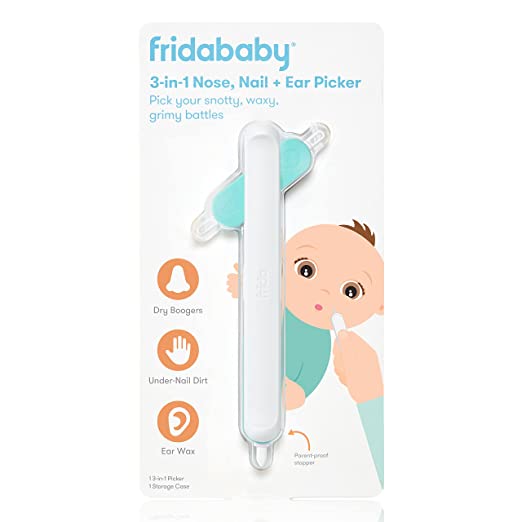 fridababy®
3-in-1 Nose, Nail + Ear Picker
Pick your snotty, waxy,
grimy battles
frida
Dry Boogers
Under-Nail Dirt
Ear Wax
Parent-proof
stopper
1 3-in-1 Picker
1 Storage Case